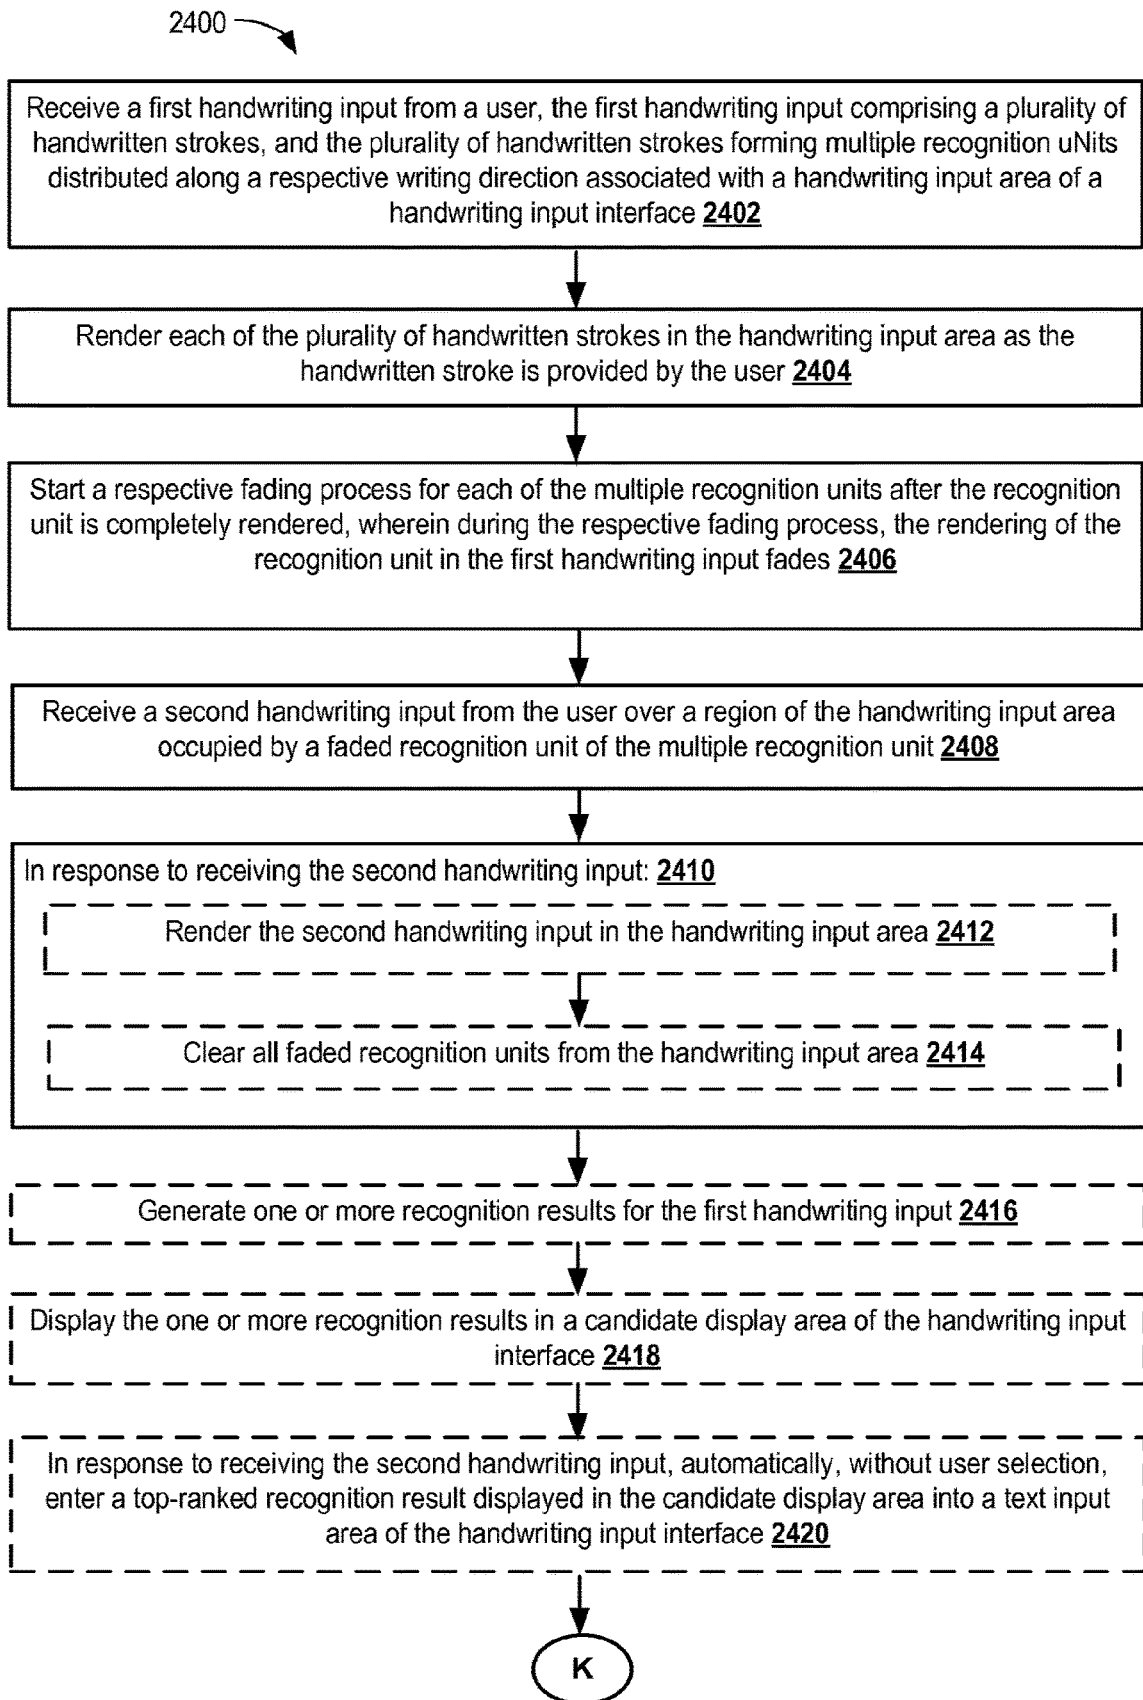 2400
Receive a first handwriting input from a user, the first handwriting input comprising a plurality of
handwritten strokes, and the plurality of handwritten strokes forming multiple recognition uNits
distributed along a respective writing direction associated with a handwriting input area of a
handwriting input interface 2402
Render each of the plurality of handwritten strokes in the handwriting input area as the
handwritten stroke is provided by the user 2404
Start a respective fading process for each of the multiple recognition units after the recognition
unit is completely rendered, wherein during the respective fading process, the rendering of the
recognition unit in the first handwriting input fades 2406
Receive a second handwriting input from the user over a region of the handwriting input area
occupied by a faded recognition unit of the multiple recognition unit 2408
In response to receiving the second handwriting input: 2410
Render the second handwriting input in the handwriting input area 2412
Clear all faded recognition units from the handwriting input area 2414
Generate one or more recognition results for the first handwriting input 2416
Display the one or more recognition results in a candidate display area of the handwriting input
interface 2418
In response to receiving the second handwriting input, automatically, without user selection,
enter a top-ranked recognition result displayed in the candidate display area into a text input
area of the handwriting input interface 2420
K